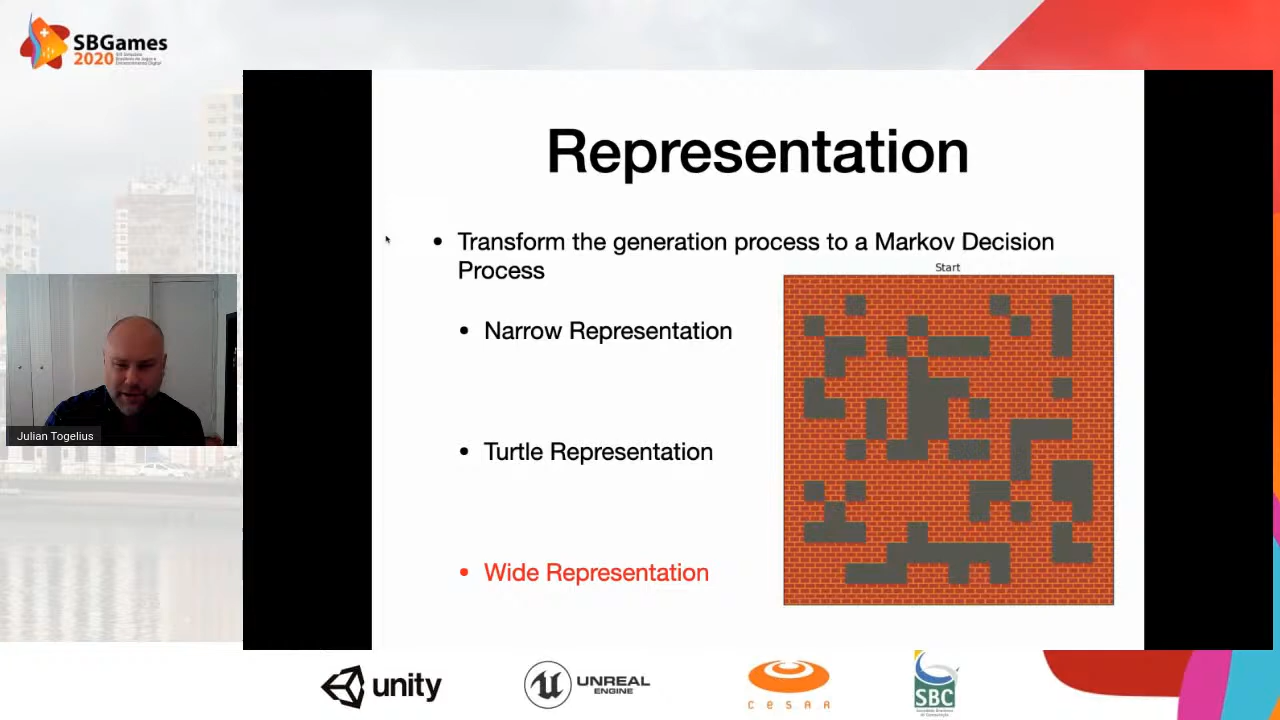 SBGames
2020
Representation
• Transform the generation process to a Markov Decision
Process
Start
• Narrow Representation
• Turtle Representation
• Wide Representation
Julian Togelius
unity
UNREAL
ENGINE
cesar
SBC